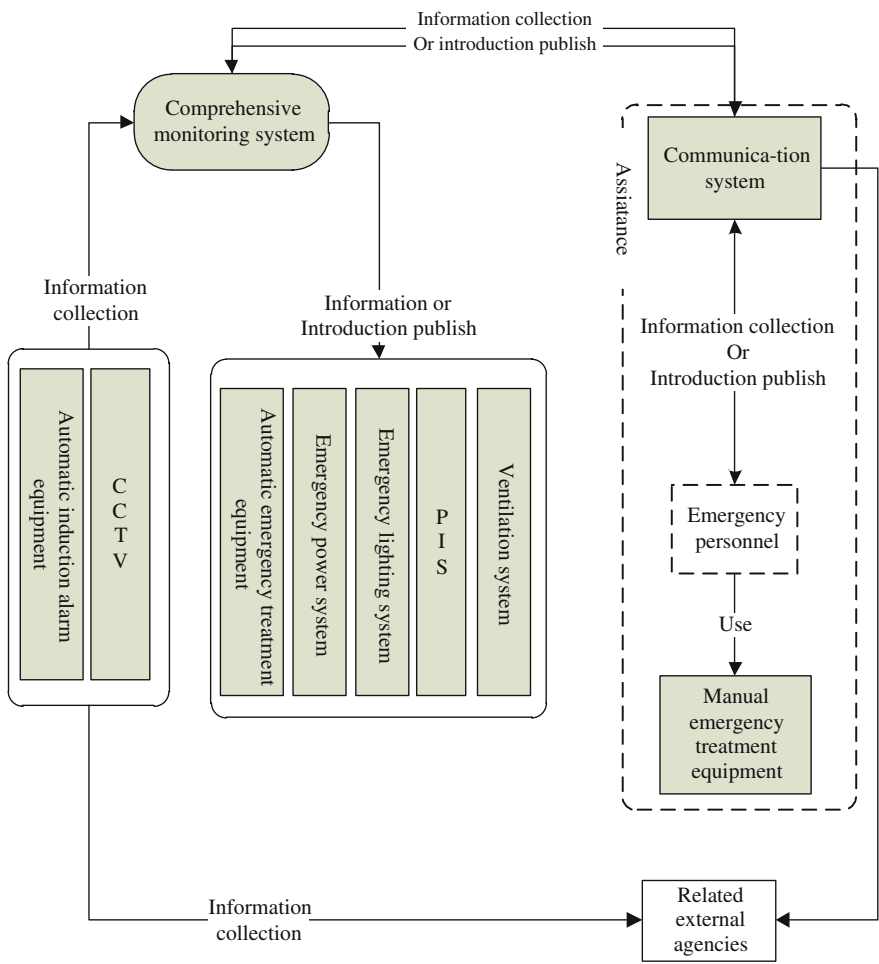 Information collection
Or introduction publish
Comprehensive
monitoring system
Communica-tion
system
Assiatance
Information
collection
Information or
Introduction publish
Information collection
Or
Introduction publish
Automatic induction alarm
equipment
C
C
T
V
Automatic emergency treatment
equipment
Emergency power system
Emergency lighting system
P
I
S
Ventilation system
Emergency
personnel
Use
Manual
emergency
treatment
equipment
Information
collection
Related
external
agencies